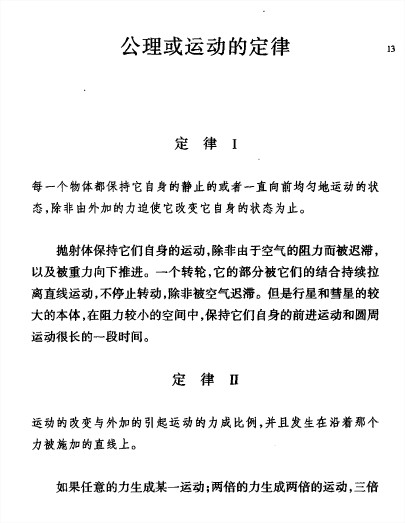 公理或运动的定律
13
定 律 I
每一个物体都保持它自身的静止的或者一直向前均匀地运动的状
态,除非由外加的力迫使它改变它自身的状态为止。
抛射体保持它们自身的运动,除非由于空气的阻力而被迟滞,
以及被重力向下推进。一个转轮,它的部分被它们的结合持续拉
离直线运动,不停止转动,除非被空气迟滞。但是行星和彗星的较
大的本体,在阻力较小的空间中,保持它们自身的前进运动和圆周
运动很长的一段时间。
定 律 II
运动的改变与外加的引起运动的力成比例,并且发生在沿着那个
力被施加的直线上。
如果任意的力生成某一运动;两倍的力生成两倍的运动,三倍